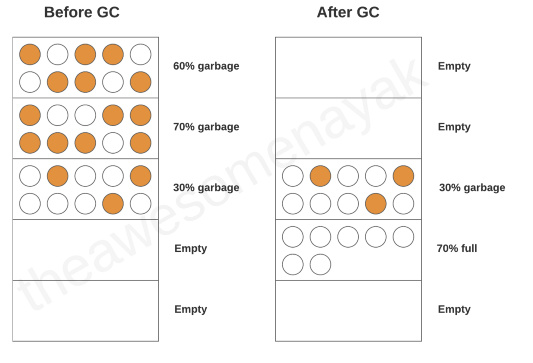 Before GC
60% garbage
70% garbage
30% garbage
Empty
Empty
After GC
Empty
Empty
30% garbage
70% full
Empty
theawesomenayak